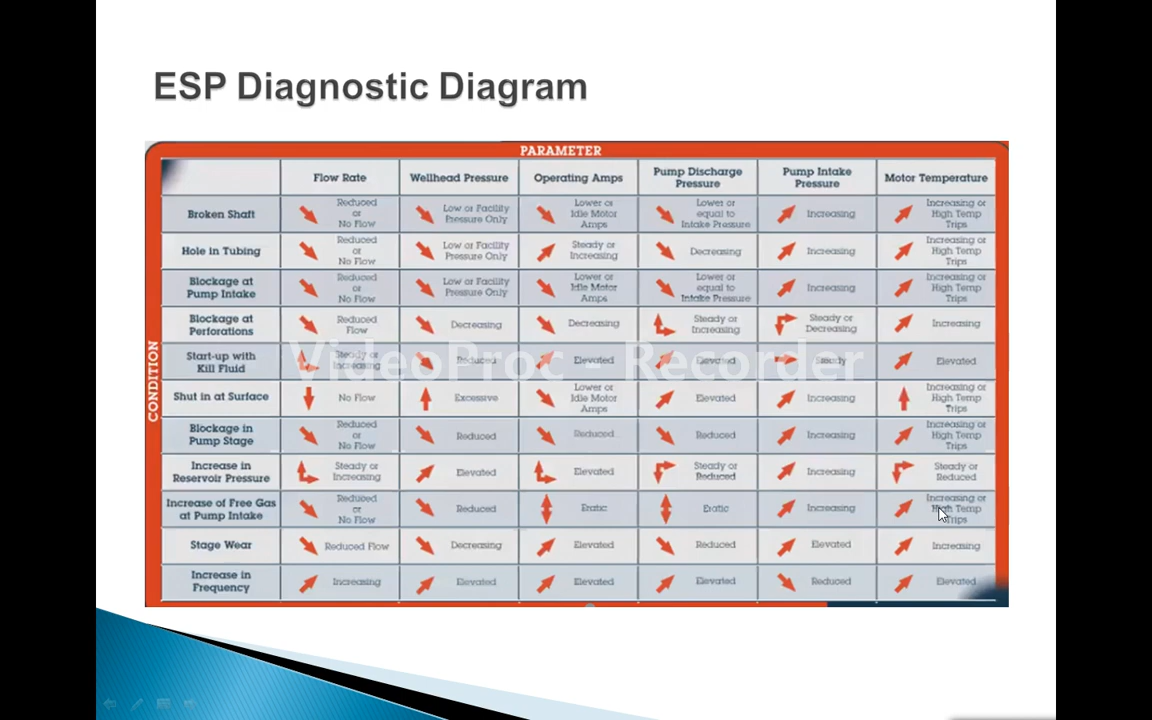 ESP Diagnostic Diagram
PARAMETER
Flow Rate
Wellhead Pressure
Operating Amps
Pump Discharge
Pressure
Pump Intake
Pressure
Motor Temperature
CONDITION
Broken Shaft
Reduced
or
No Flow
Low or Facility
Pressure Only
Lower or
Idle Motor
Amps
Lower or
equal to
Intake Pressure
Increasing
Increasing or
High Temp
Trips
Hole in Tubing
Reduced
or
No Flow
Low or Facility
Pressure Only
Steady or
Increasing
Decreasing
Increasing
Increasing or
High Temp
Trips
Blockage at
Pump Intake
Reduced
or
No Flow
Low or Facility
Pressure Only
Lower or
Idle Motor
Amps
Lower or
equal to
Intake Pressure
Increasing
Increasing or
High Temp
Trips
Blockage at
Perforations
Reduced
Flow
Decreasing
Decreasing
Steady or
Increasing
Steady or
Decreasing
Increasing
Start-up with
Kill Fluid
Steady or
Increasing
Reduced
Elevated
Elevated
Steady
Elevated
VideoProc - Recorder
Shut in at Surface
No Flow
Excessive
Lower or
Idle Motor
Amps
Elevated
Increasing
Increasing or
High Temp
Trips
Blockage in
Pump Stage
Reduced
or
No Flow
Reduced
Reduced
Reduced
Increasing
Increasing or
High Temp
Trips
Increase in
Reservoir Pressure
Steady or
Increasing
Elevated
Elevated
Steady or
Reduced
Increasing
Steady or
Reduced
Increase of Free Gas
at Pump Intake
Reduced
or
No Flow
Reduced
Eratic
Eratic
Increasing
Increasing or
High Temp
Trips
Stage Wear
Reduced Flow
Decreasing
Elevated
Reduced
Elevated
Increasing
Increase in
Frequency
Increasing
Elevated
Elevated
Elevated
Reduced
Elevated